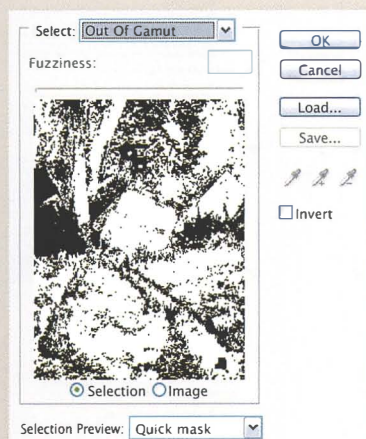 Select: Out Of Gamut
Fuzziness:
OK
Cancel
Load...
Save...
Invert
Selection Image
Selection Preview: Quick mask